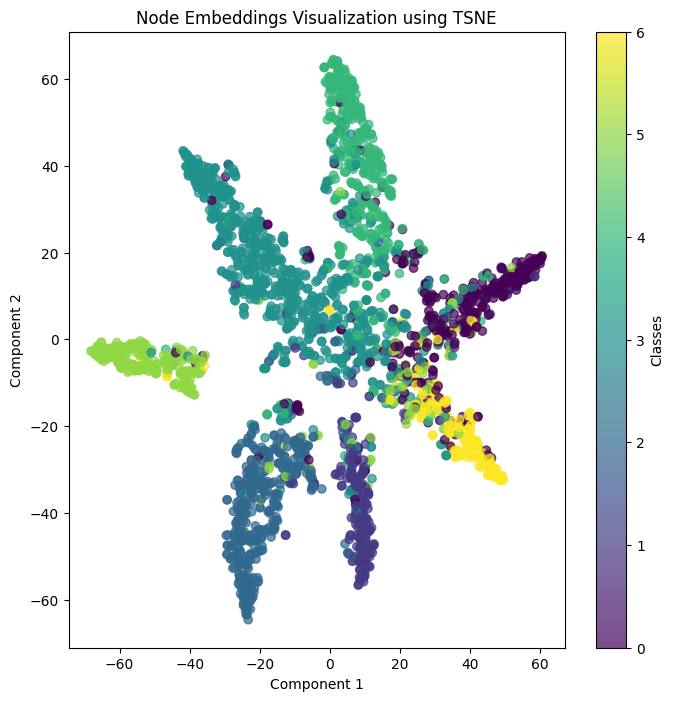 Node Embeddings Visualization using TSNE
Component 2
60
40
20
0
−20
−40
−60
−60 −40 −20 0 20 40 60
Component 1
6
5
4
3
2
1
0
Classes